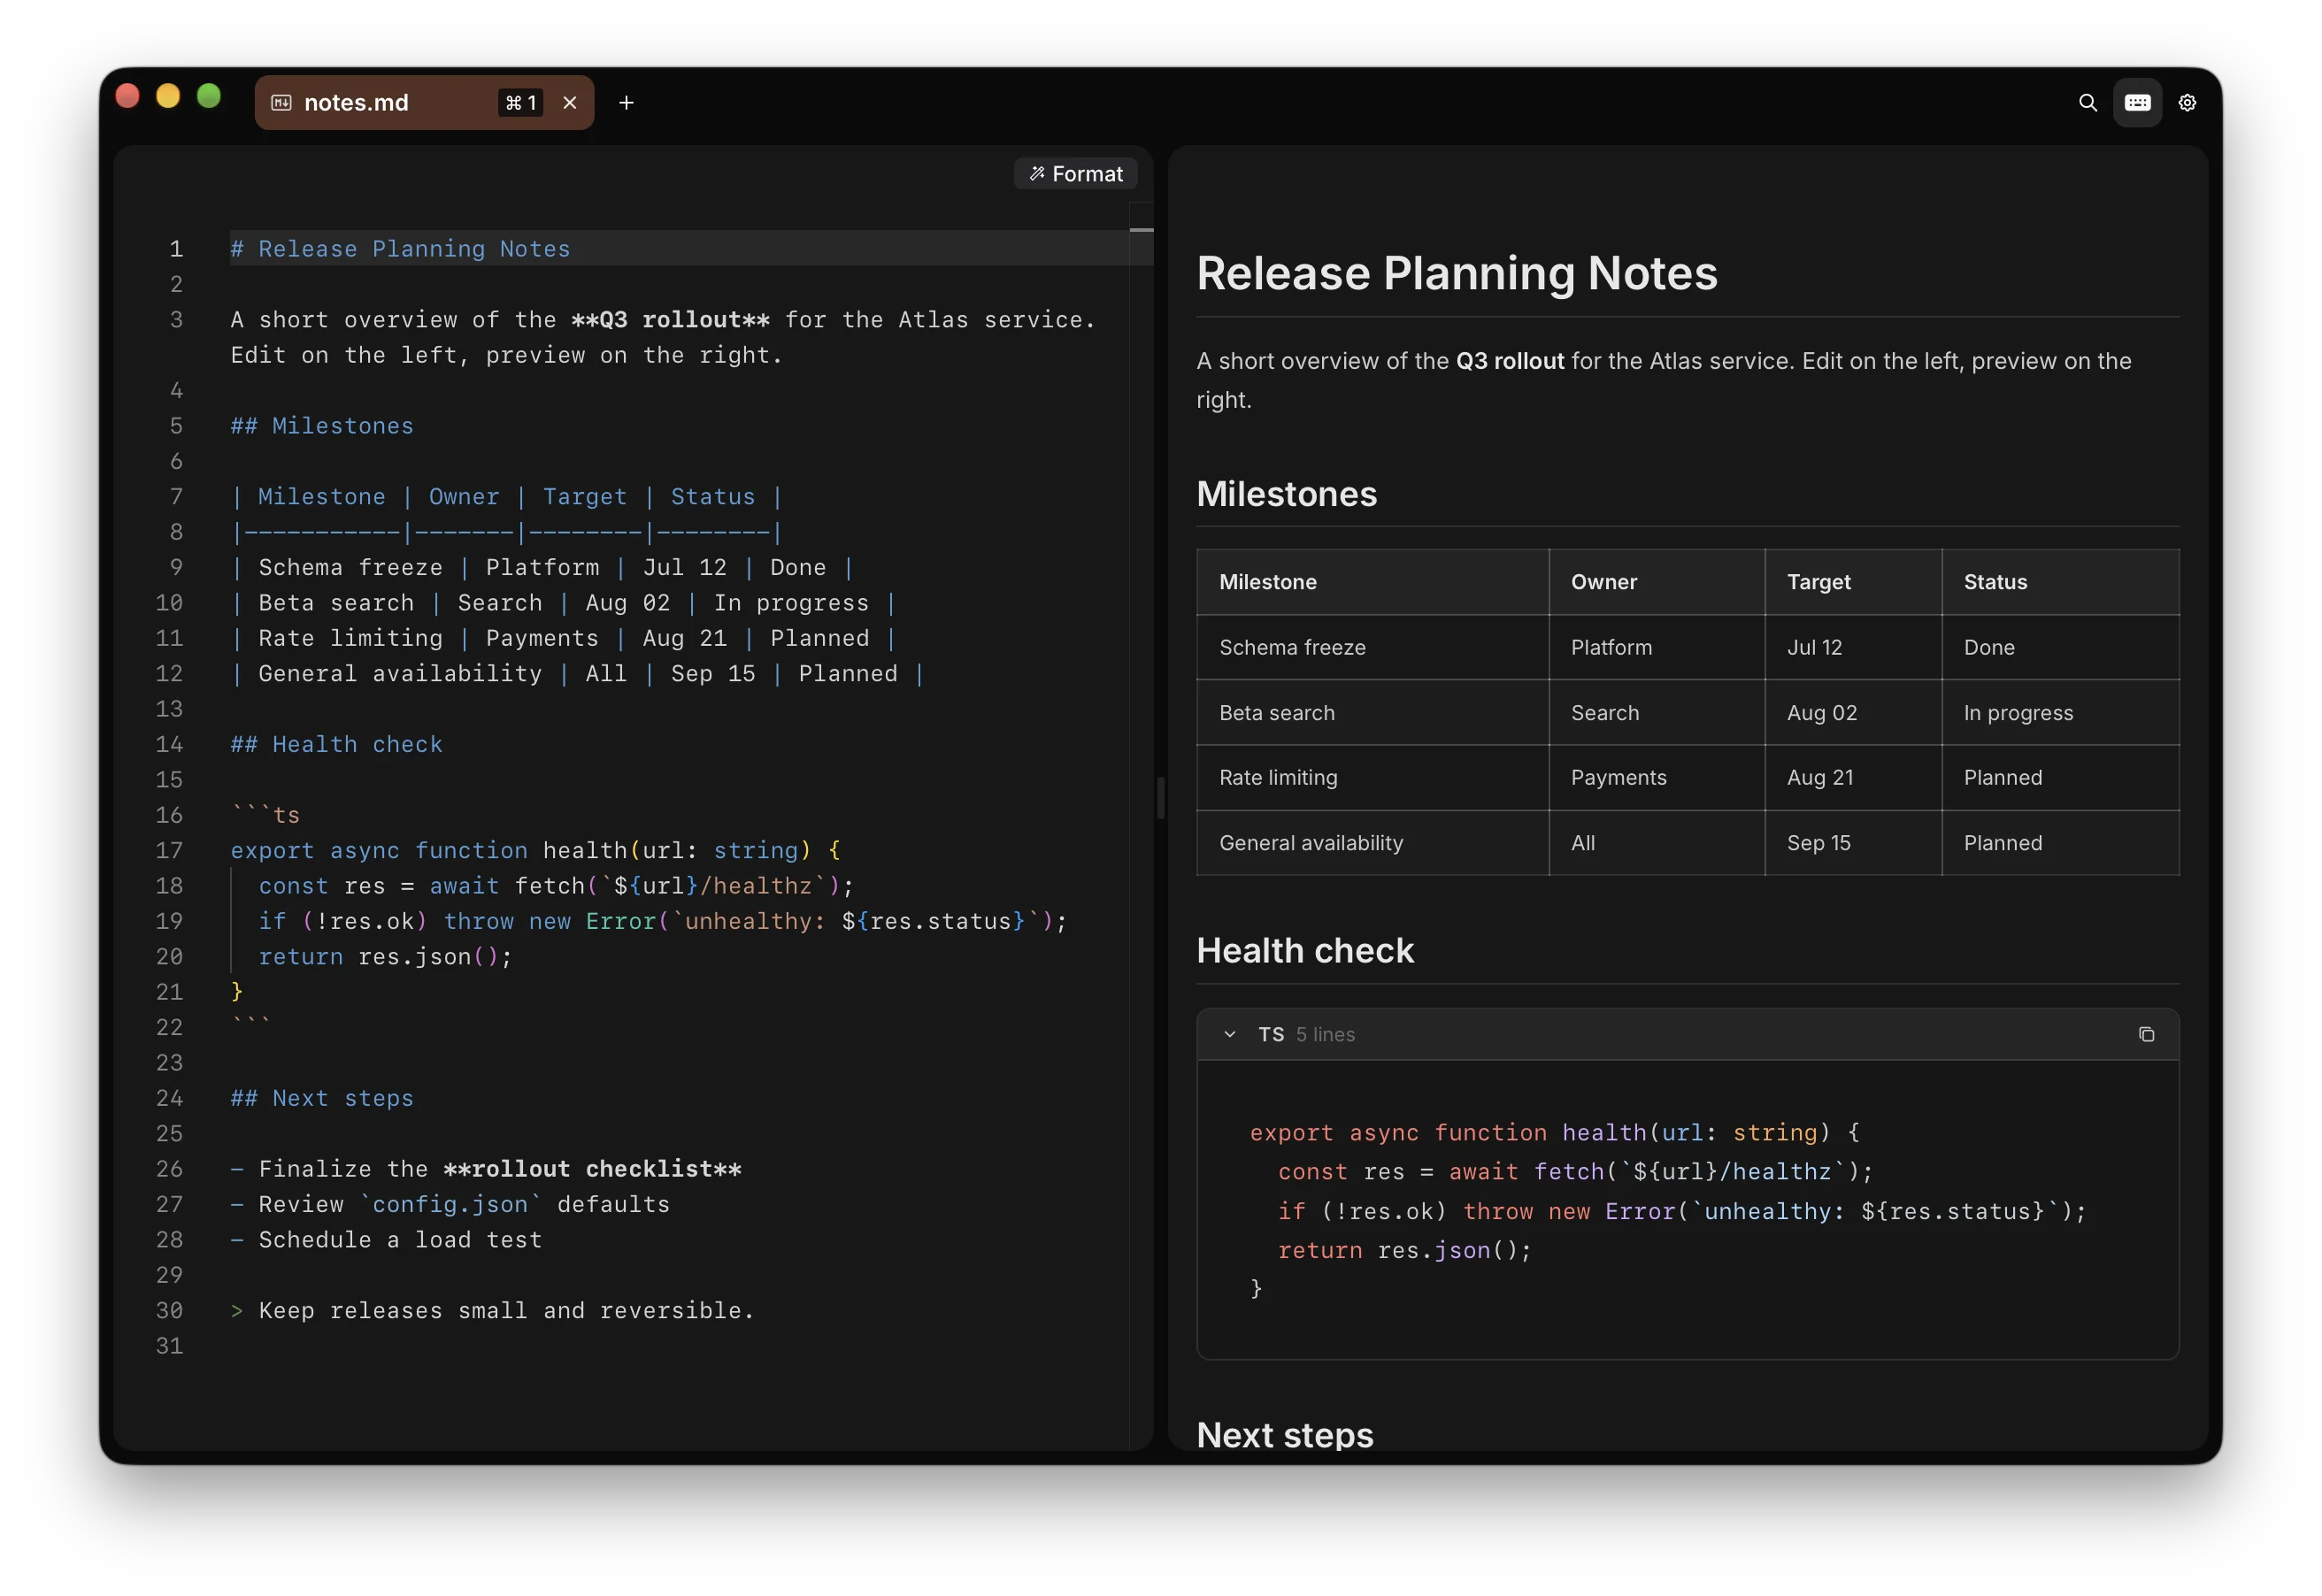 notes.md ⌘ 1
Format
1 # Release Planning Notes
2
3 A short overview of the **Q3 rollout** for the Atlas service.
Edit on the left, preview on the right.
4
5 ## Milestones
6
7 | Milestone | Owner | Target | Status |
8 |-----------|-------|--------|--------|
9 | Schema freeze | Platform | Jul 12 | Done |
10 | Beta search | Search | Aug 02 | In progress |
11 | Rate limiting | Payments | Aug 21 | Planned |
12 | General availability | All | Sep 15 | Planned |
13
14 ## Health check
15
16 ```ts
17 export async function health(url: string) {
18   const res = await fetch(`${url}/healthz`);
19   if (!res.ok) throw new Error(`unhealthy: ${res.status}`);
20   return res.json();
21 }
22 ```
23
24 ## Next steps
25
26 - Finalize the **rollout checklist**
27 - Review `config.json` defaults
28 - Schedule a load test
29
30 > Keep releases small and reversible.
31
Release Planning Notes
A short overview of the Q3 rollout for the Atlas service. Edit on the left, preview on the
right.
Milestones
Milestone Owner Target Status
Schema freeze Platform Jul 12 Done
Beta search Search Aug 02 In progress
Rate limiting Payments Aug 21 Planned
General availability All Sep 15 Planned
Health check
TS 5 lines
export async function health(url: string) {
  const res = await fetch(`${url}/healthz`);
  if (!res.ok) throw new Error(`unhealthy: ${res.status}`);
  return res.json();
}
Next steps